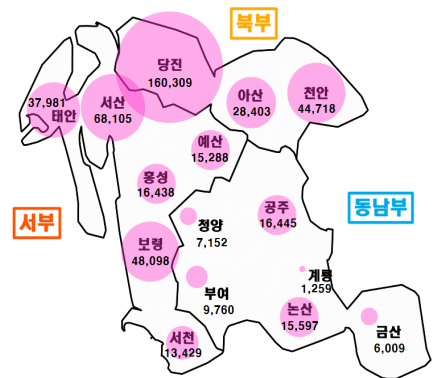 북부
당진
160,309
37,981
태안
서산
68,105
아산
28,403
천안
44,718
예산
15,288
홍성
16,438
공주
16,445
동남부
서부
청양
7,152
보령
48,098
계룡
1,259
부여
9,760
논산
15,597
금산
6,009
서천
13,429